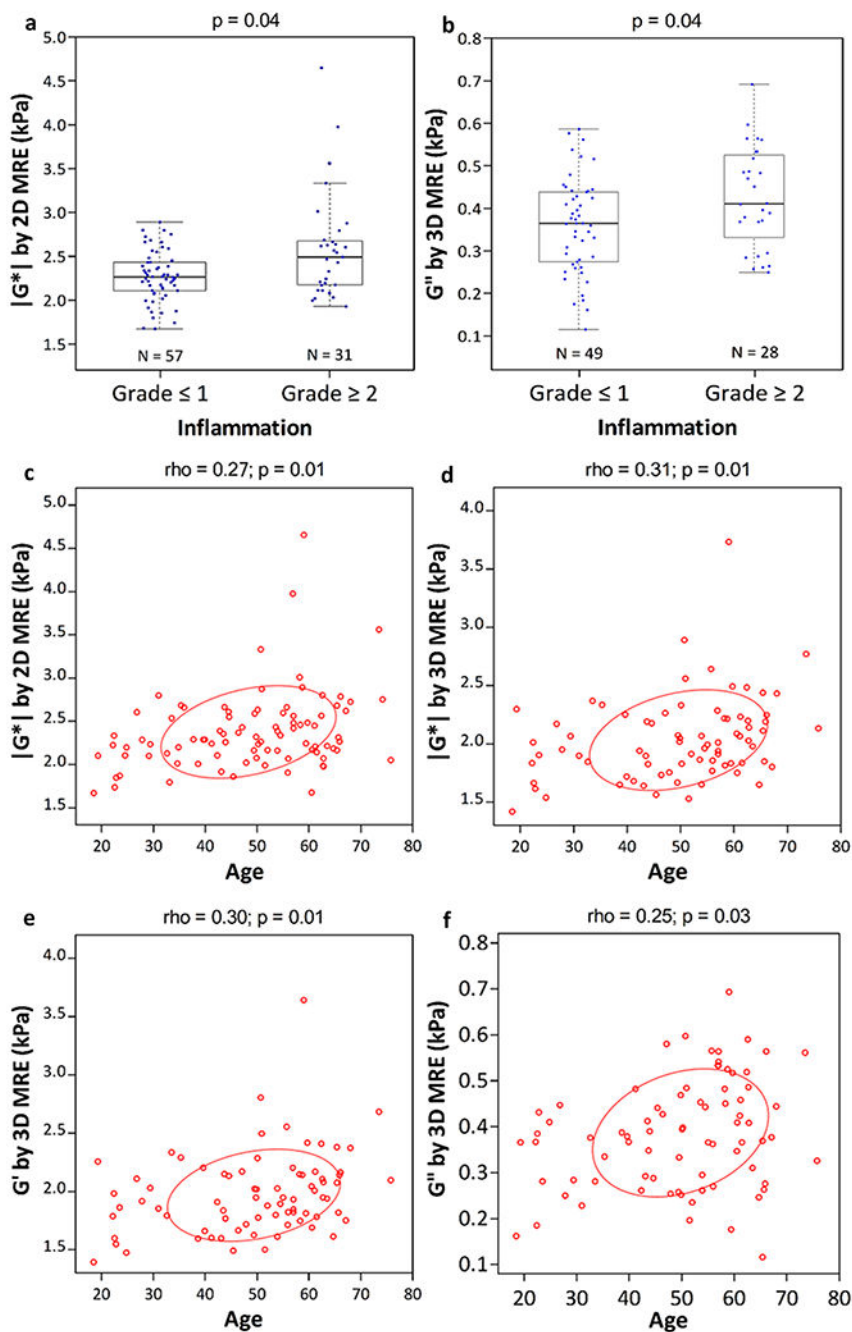 a
p = 0.04
|G*| by 2D MRE (kPa)
5.0
4.5
4.0
3.5
3.0
2.5
2.0
1.5
N = 57
N = 31
Grade ≤ 1
Grade ≥ 2
Inflammation
b
p = 0.04
G" by 3D MRE (kPa)
0.8
0.7
0.6
0.5
0.4
0.3
0.2
0.1
N = 49
N = 28
Grade ≤ 1
Grade ≥ 2
Inflammation
c
rho = 0.27; p = 0.01
|G*| by 2D MRE (kPa)
5.0
4.5
4.0
3.5
3.0
2.5
2.0
1.5
20 30 40 50 60 70 80
Age
d
rho = 0.31; p = 0.01
|G*| by 3D MRE (kPa)
4.0
3.5
3.0
2.5
2.0
1.5
20 30 40 50 60 70 80
Age
e
rho = 0.30; p = 0.01
G' by 3D MRE (kPa)
4.0
3.5
3.0
2.5
2.0
1.5
20 30 40 50 60 70 80
Age
f
rho = 0.25; p = 0.03
G" by 3D MRE (kPa)
0.8
0.7
0.6
0.5
0.4
0.3
0.2
0.1
20 30 40 50 60 70 80
Age